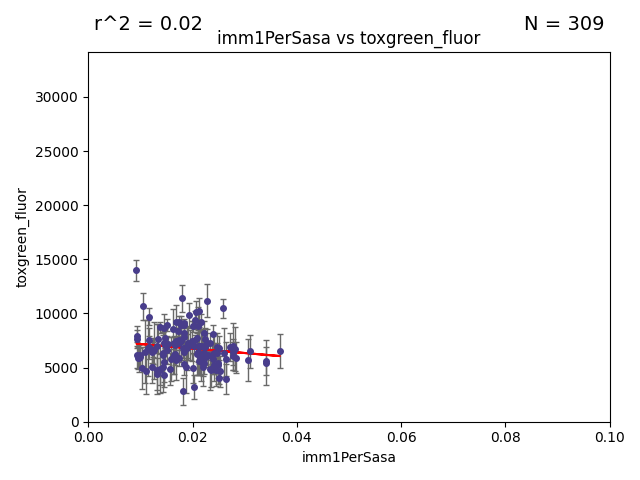 r^2 = 0.02
N = 309
imm1PerSasa vs toxgreen_fluor
30000
25000
20000
15000
10000
5000
0
toxgreen_fluor
0.00
0.02
0.04
0.06
0.08
0.10
imm1PerSasa